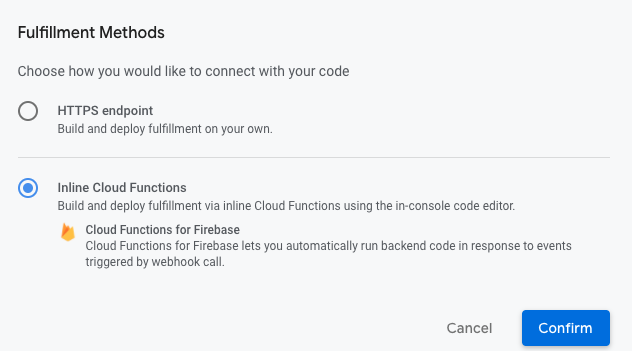 Fulfillment Methods
Choose how you would like to connect with your code
HTTPS endpoint
Build and deploy fulfillment on your own.
Inline Cloud Functions
Build and deploy fulfillment via inline Cloud Functions using the in-console code editor.
Cloud Functions for Firebase
Cloud Functions for Firebase lets you automatically run backend code in response to events
triggered by webhook call.
Cancel
Confirm